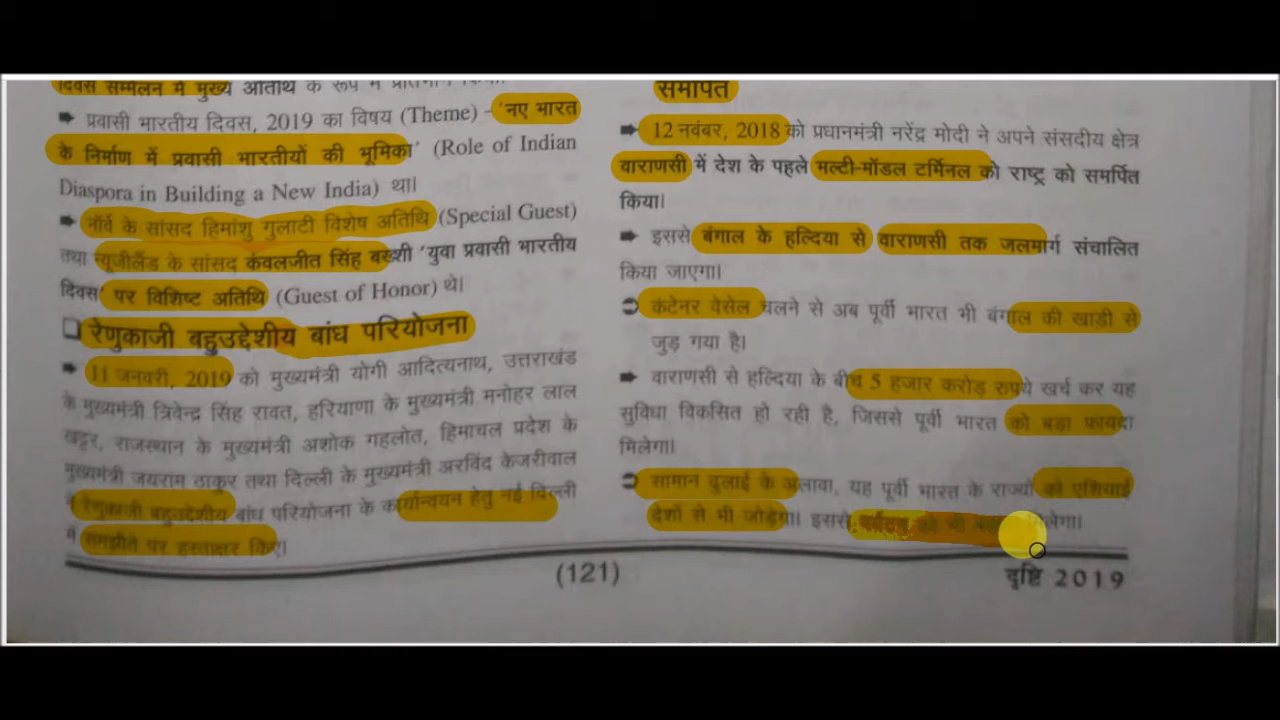 दिवस सम्मेलन में मुख्य अतिथि के रूप में
➡ प्रवासी भारतीय दिवस, 2019 का विषय (Theme) - 'नए भारत
के निर्माण में प्रवासी भारतीयों की भूमिका' (Role of Indian
Diaspora in Building a New India) था।
➡ नॉर्वे के सांसद हिमांशु गुलाटी विशेष अतिथि (Special Guest)
तथा न्यूजीलैंड के सांसद कंवलजीत सिंह बख्शी 'युवा प्रवासी भारतीय
दिवस' पर विशिष्ट अतिथि (Guest of Honor) थे।
❑ रेणुकाजी बहुउद्देशीय बांध परियोजना
➡ 11 जनवरी, 2019 को मुख्यमंत्री योगी आदित्यनाथ, उत्तराखंड
के मुख्यमंत्री त्रिवेन्द्र सिंह रावत, हरियाणा के मुख्यमंत्री मनोहर लाल
खट्टर, राजस्थान के मुख्यमंत्री अशोक गहलोत, हिमाचल प्रदेश के
मुख्यमंत्री जयराम ठाकुर तथा दिल्ली के मुख्यमंत्री अरविंद केजरीवाल
ने रेणुकाजी बहुउद्देशीय बांध परियोजना के कार्यान्वयन हेतु नई दिल्ली
में समझौते पर हस्ताक्षर किए।
समर्पित
➡ 12 नवंबर, 2018 को प्रधानमंत्री नरेंद्र मोदी ने अपने संसदीय क्षेत्र
वाराणसी में देश के पहले मल्टी-मॉडल टर्मिनल को राष्ट्र को समर्पित
किया।
➡ इससे बंगाल के हल्दिया से वाराणसी तक जलमार्ग संचालित
किया जाएगा।
➲ कंटेनर वेसेल चलने से अब पूर्वी भारत भी बंगाल की खाड़ी से
जुड़ गया है।
➡ वाराणसी से हल्दिया के बीच 5 हजार करोड़ रुपये खर्च कर यह
सुविधा विकसित हो रही है, जिससे पूर्वी भारत को बड़ा फायदा
मिलेगा।
➲ सामान ढुलाई के अलावा, यह पूर्वी भारत के राज्यों को एशियाई
देशों से भी जोड़ेगा। इससे पर्यटन को भी
(121)
दृष्टि 2019